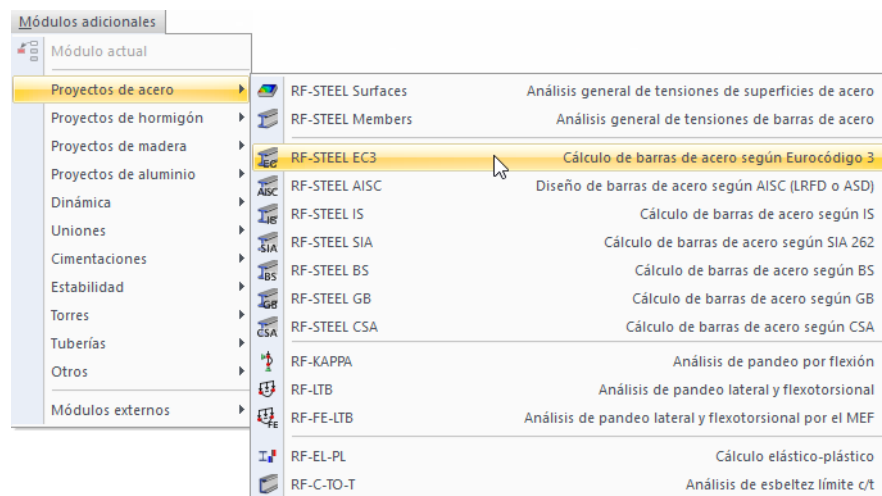 Módulos adicionales
Módulo actual
Proyectos de acero
Proyectos de hormigón
Proyectos de madera
Proyectos de aluminio
Dinámica
Uniones
Cimentaciones
Estabilidad
Torres
Tuberías
Otros
Módulos externos
RF-STEEL Surfaces Análisis general de tensiones de superficies de acero
RF-STEEL Members Análisis general de tensiones de barras de acero
EC RF-STEEL EC3 Cálculo de barras de acero según Eurocódigo 3
AISC RF-STEEL AISC Diseño de barras de acero según AISC (LRFD o ASD)
IS RF-STEEL IS Cálculo de barras de acero según IS
SIA RF-STEEL SIA Cálculo de barras de acero según SIA 262
BS RF-STEEL BS Cálculo de barras de acero según BS
GB RF-STEEL GB Cálculo de barras de acero según GB
CSA RF-STEEL CSA Cálculo de barras de acero según CSA
RF-KAPPA Análisis de pandeo por flexión
RF-LTB Análisis de pandeo lateral y flexotorsional
FE RF-FE-LTB Análisis de pandeo lateral y flexotorsional por el MEF
RF-EL-PL Cálculo elástico-plástico
RF-C-TO-T Análisis de esbeltez límite c/t